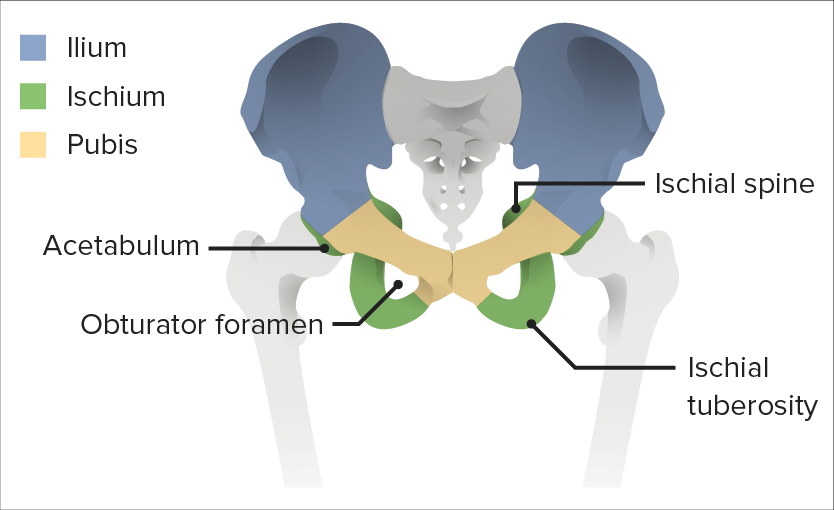 Ilium
Ischium
Pubis
Ischial spine
Acetabulum
Obturator foramen
Ischial
tuberosity